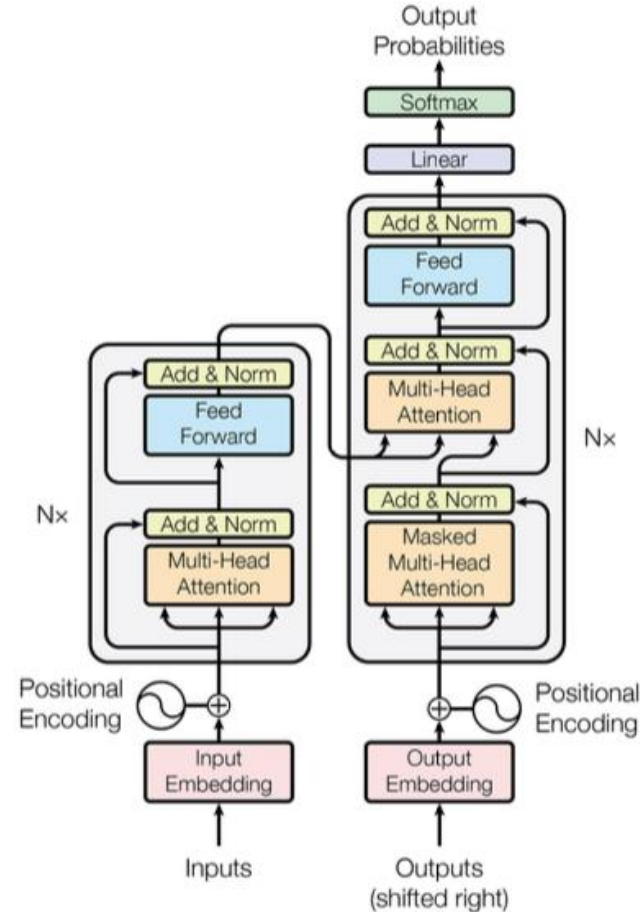 Output
Probabilities
Softmax
Linear
Add & Norm
Feed
Forward
Add & Norm
Multi-Head
Attention
Nx
Add & Norm
Masked
Multi-Head
Attention
Add & Norm
Feed
Forward
Nx
Add & Norm
Multi-Head
Attention
Positional
Encoding
Positional
Encoding
Input
Embedding
Output
Embedding
Inputs
Outputs
(shifted right)